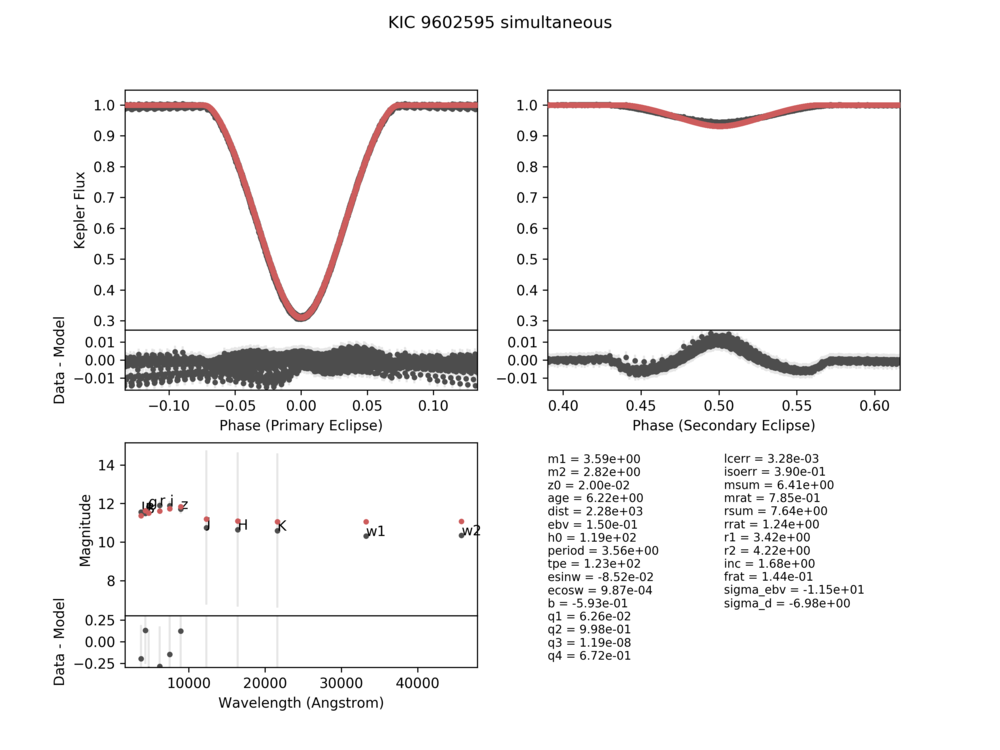 KIC 9602595 simultaneous
1.0
0.9
0.8
0.7
0.6
0.5
0.4
0.3
Kepler Flux
0.01
0.00
−0.01
Data - Model
−0.10 −0.05 0.00 0.05 0.10
Phase (Primary Eclipse)
1.0
0.9
0.8
0.7
0.6
0.5
0.4
0.3
0.01
0.00
−0.01
0.40 0.45 0.50 0.55 0.60
Phase (Secondary Eclipse)
14
12
10
8
Magnitude
g r i z
J H K w1 w2
0.25
0.00
−0.25
Data - Model
10000 20000 30000 40000
Wavelength (Angstrom)
m1 = 3.59e+00
m2 = 2.82e+00
z0 = 2.00e-02
age = 6.22e+00
dist = 2.28e+03
ebv = 1.50e-01
h0 = 1.19e+02
period = 3.56e+00
tpe = 1.23e+02
esinw = -8.52e-02
ecosw = 9.87e-04
b = -5.93e-01
q1 = 6.26e-02
q2 = 9.98e-01
q3 = 1.19e-08
q4 = 6.72e-01
lcerr = 3.28e-03
isoerr = 3.90e-01
msum = 6.41e+00
mrat = 7.85e-01
rsum = 7.64e+00
rrat = 1.24e+00
r1 = 3.42e+00
r2 = 4.22e+00
inc = 1.68e+00
frat = 1.44e-01
sigma_ebv = -1.15e+01
sigma_d = -6.98e+00